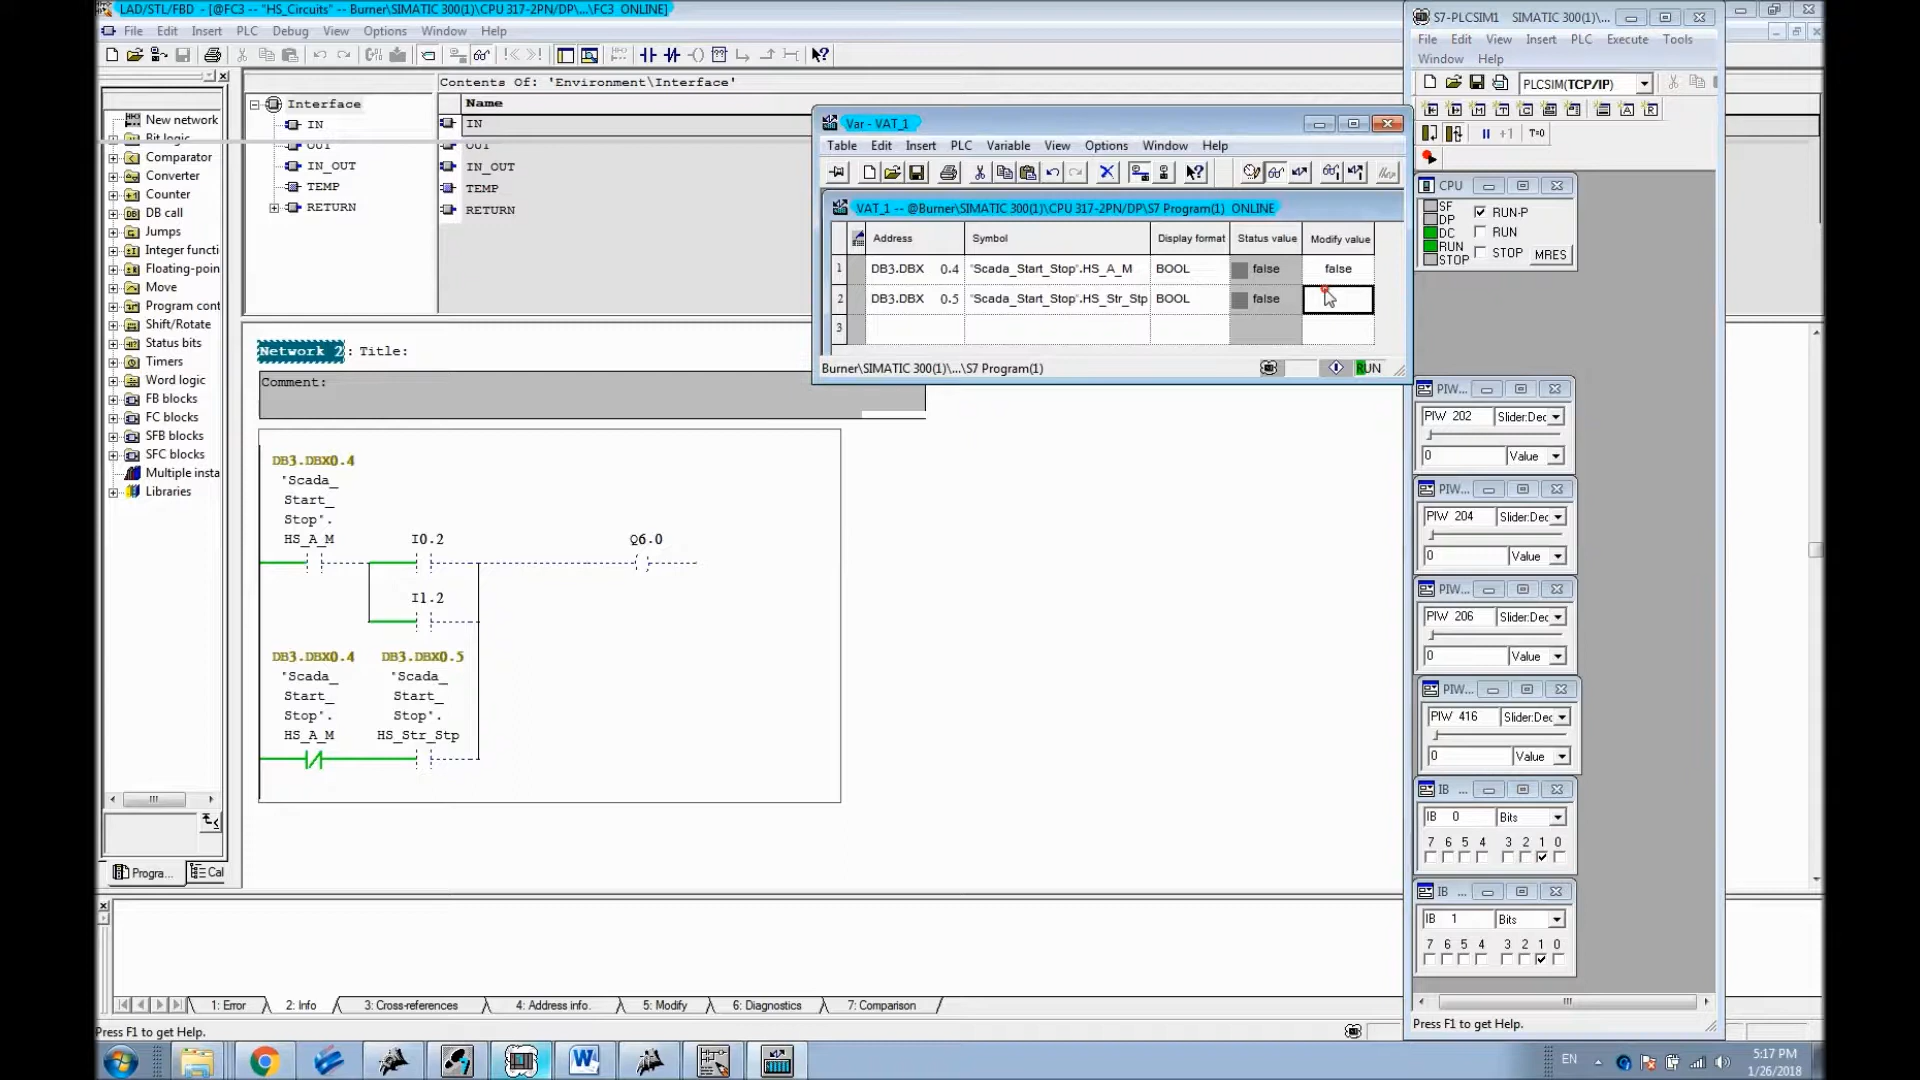 LAD/STL/FBD - [@FC3 -- "HS_Circuits" -- Burner\SIMATIC 300(1)\CPU 317-2PN/DP\...\FC3 ONLINE]
File Edit Insert PLC Debug View Options Window Help
Contents Of: 'Environment\Interface'
Interface
IN
OUT
IN_OUT
TEMP
RETURN
Name
IN
OUT
IN_OUT
TEMP
RETURN
New network
Bit logic
Comparator
Converter
Counter
DB call
Jumps
Integer functi
Floating-poin
Move
Program cont
Shift/Rotate
Status bits
Timers
Word logic
FB blocks
FC blocks
SFB blocks
SFC blocks
Multiple insta
Libraries
Progra...
Cal
Network 2 : Title:
Comment:
DB3.DBX0.4
"Scada_
Start_
Stop".
HS_A_M
I0.2
Q6.0
I1.2
DB3.DBX0.4
DB3.DBX0.5
"Scada_
"Scada_
Start_
Start_
Stop".
Stop".
HS_A_M
HS_Str_Stp
Var - VAT_1
Table Edit Insert PLC Variable View Options Window Help
VAT_1 -- @Burner\SIMATIC 300(1)\CPU 317-2PN/DP\S7 Program(1) ONLINE
Address Symbol Display format Status value Modify value
1 DB3.DBX 0.4 "Scada_Start_Stop".HS_A_M BOOL false false
2 DB3.DBX 0.5 "Scada_Start_Stop".HS_Str_Stp BOOL false
3
Burner\SIMATIC 300(1)\...\S7 Program(1)
RUN
S7-PLCSIM1 SIMATIC 300(1)\...
File Edit View Insert PLC Execute Tools
Window Help
PLCSIM(TCP/IP)
+1 T=0
CPU
SF
DP
DC
RUN
STOP
RUN-P
RUN
STOP
MRES
PIW...
PIW 202 Slider:Dec
0 Value
PIW...
PIW 204 Slider:Dec
0 Value
PIW...
PIW 206 Slider:Dec
0 Value
PIW...
PIW 416 Slider:Dec
0 Value
IB ...
IB 0 Bits
7 6 5 4 3 2 1 0
IB ...
IB 1 Bits
7 6 5 4 3 2 1 0
Press F1 to get Help.
1: Error 2: Info 3: Cross-references 4: Address info. 5: Modify 6: Diagnostics 7: Comparison
Press F1 to get Help.
EN
5:17 PM
1/26/2018